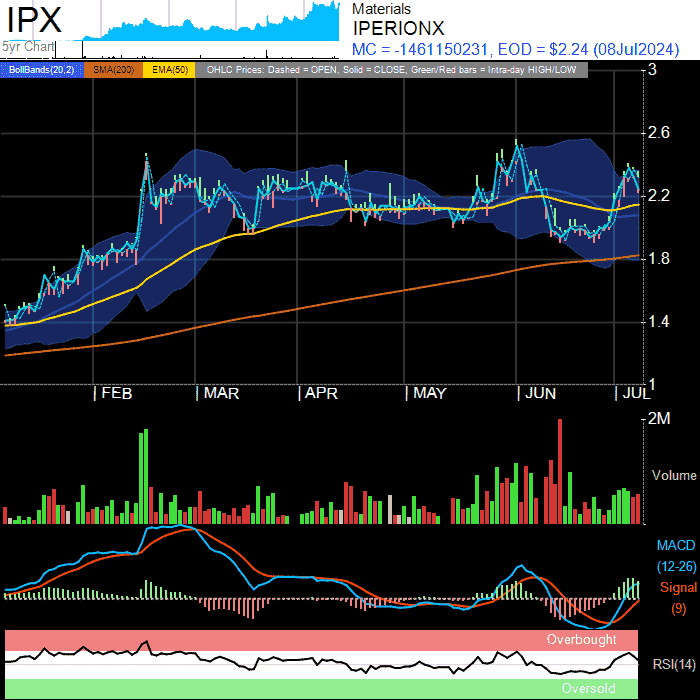 IPX
5yr Chart
Materials
IPERIONX
MC = -1461150231, EOD = $2.24 (08Jul2024)
BollBands(20,2) SMA(200) EMA(50) OHLC Prices: Dashed = OPEN, Solid = CLOSE, Green/Red bars = Intra-day HIGH/LOW
3
2.6
2.2
1.8
1.4
1
| FEB | MAR | APR | MAY | JUN | JUL
2M
Volume
MACD
(12-26)
Signal
(9)
Overbought
RSI(14)
Oversold